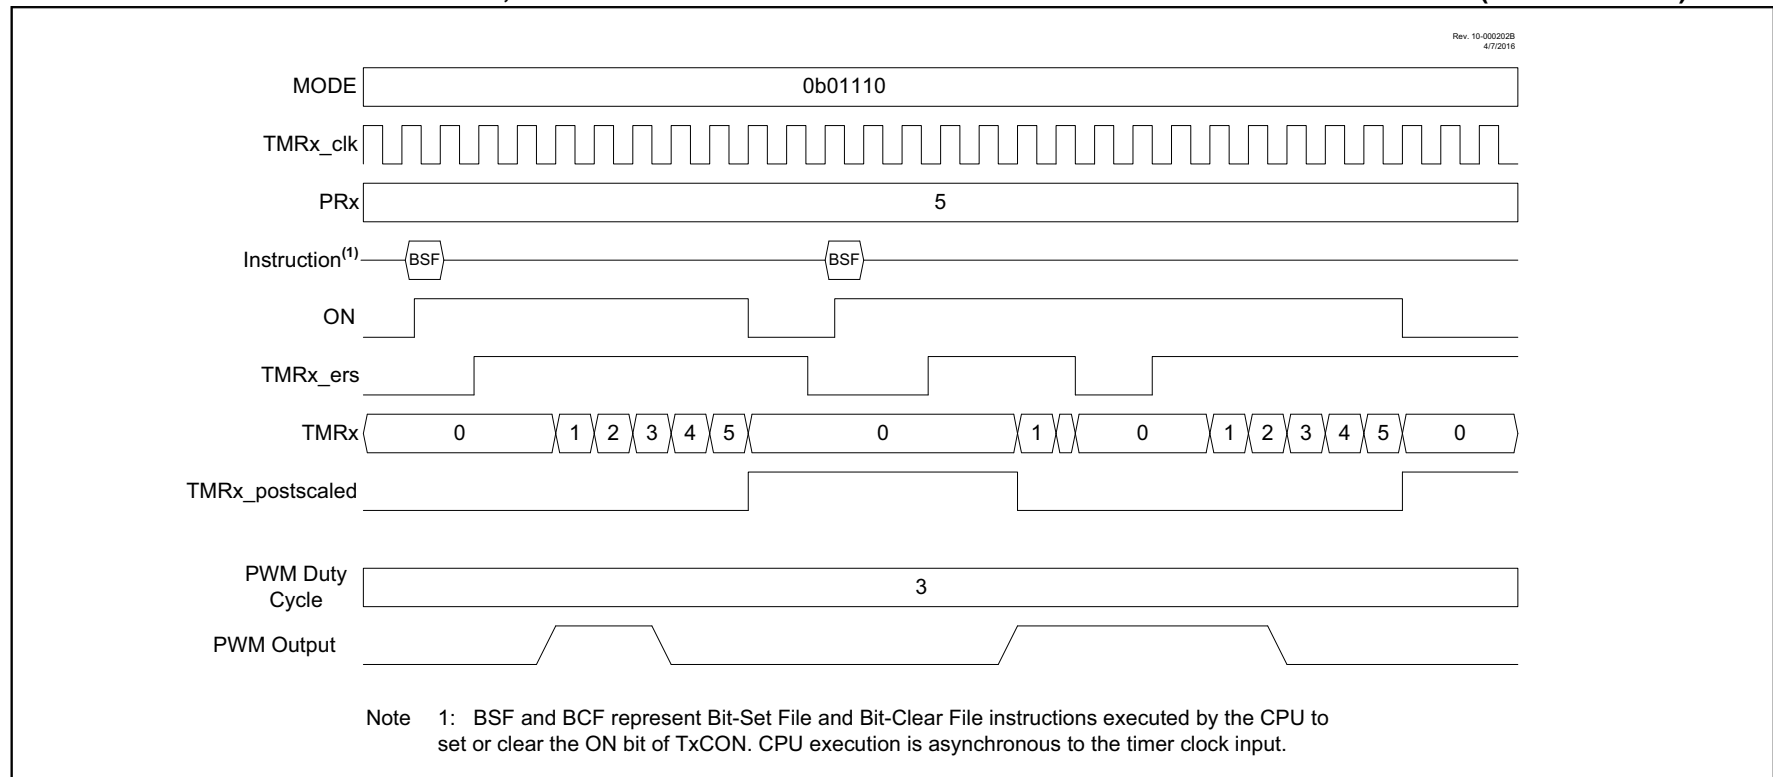 Rev. 10-000202B
4/7/2016
MODE 0b01110
TMRx_clk
PRx 5
Instruction(1) BSF BSF
ON
TMRx_ers
TMRx 0 1 2 3 4 5 0 1 0 1 2 3 4 5 0
TMRx_postscaled
PWM Duty
Cycle 3
PWM Output
Note 1: BSF and BCF represent Bit-Set File and Bit-Clear File instructions executed by the CPU to
set or clear the ON bit of TxCON. CPU execution is asynchronous to the timer clock input.